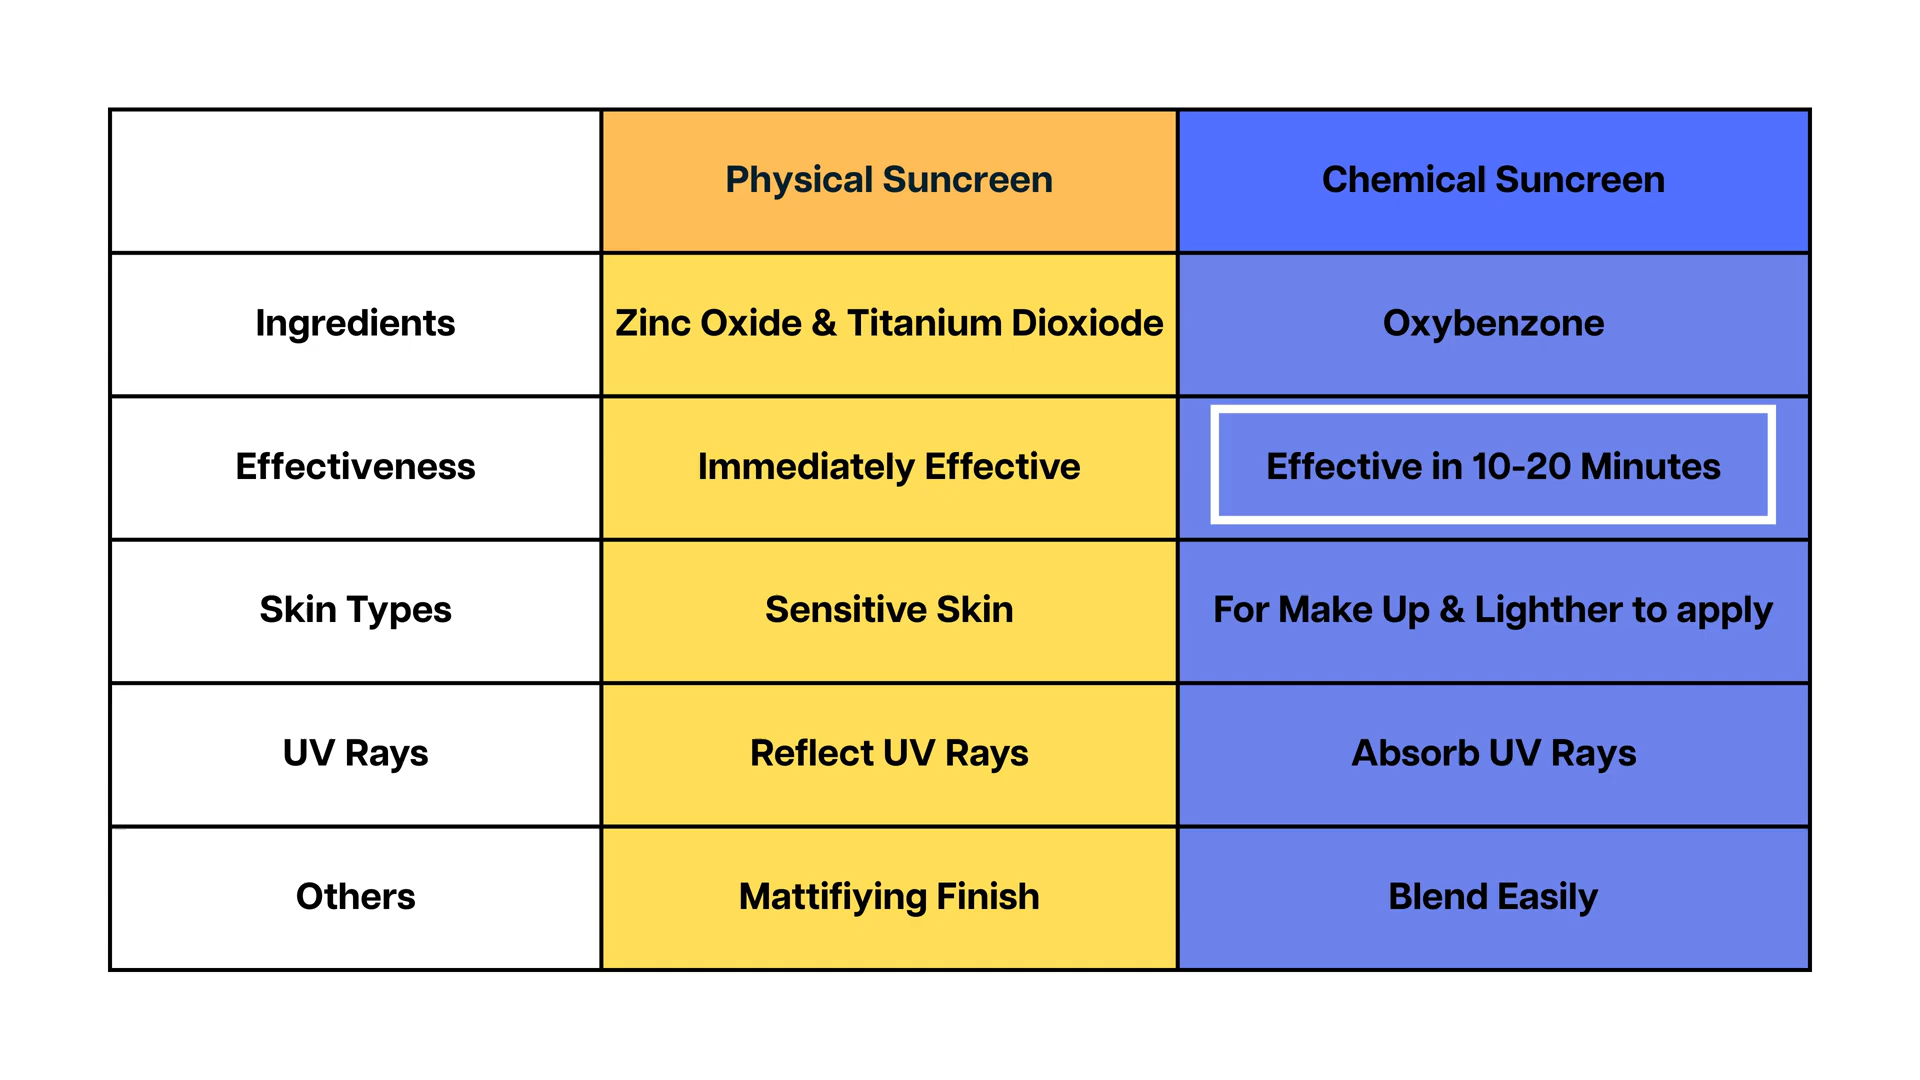 Physical Suncreen
Chemical Suncreen
Ingredients
Zinc Oxide & Titanium Dioxiode
Oxybenzone
Effectiveness
Immediately Effective
Effective in 10-20 Minutes
Skin Types
Sensitive Skin
For Make Up & Lighther to apply
UV Rays
Reflect UV Rays
Absorb UV Rays
Others
Mattifiying Finish
Blend Easily